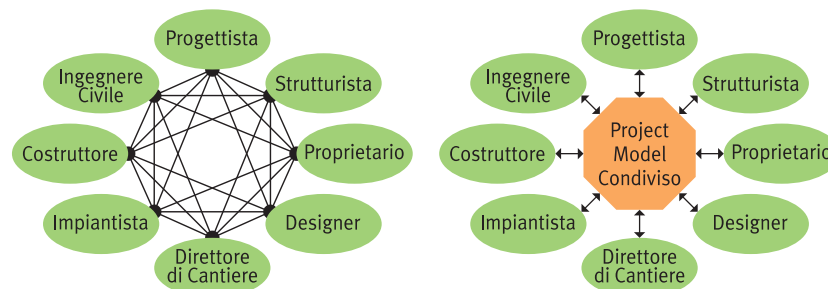 Progettista
Ingegnere
Civile
Strutturista
Costruttore
Proprietario
Impiantista
Designer
Direttore
di Cantiere
Progettista
Ingegnere
Civile
Strutturista
Costruttore
Project
Model
Condiviso
Proprietario
Impiantista
Designer
Direttore
di Cantiere